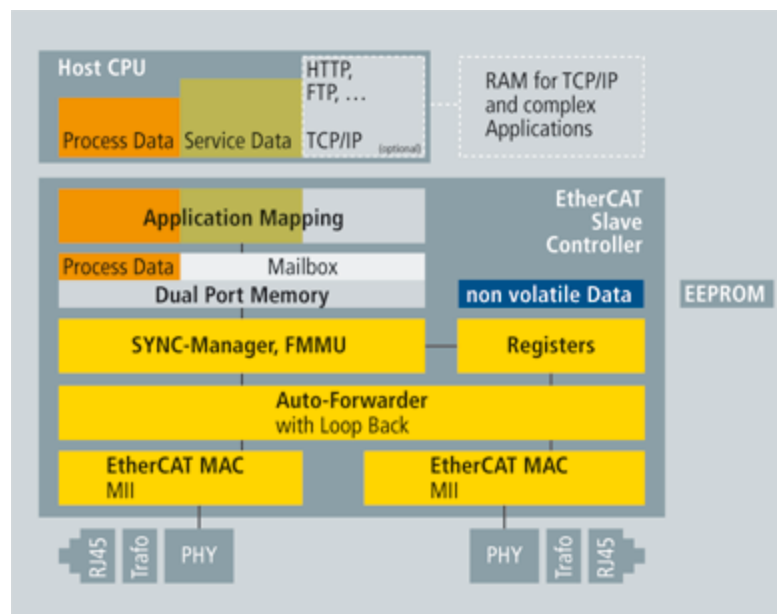 Host CPU
Process Data
Service Data
HTTP,
FTP, ...
TCP/IP
(optional)
RAM for TCP/IP
and complex
Applications
EtherCAT
Slave
Controller
Application Mapping
Process Data
Mailbox
Dual Port Memory
non volatile Data
EEPROM
SYNC-Manager, FMMU
Registers
Auto-Forwarder
with Loop Back
EtherCAT MAC
MII
EtherCAT MAC
MII
RJ45
Trafo
PHY
PHY
Trafo
RJ45